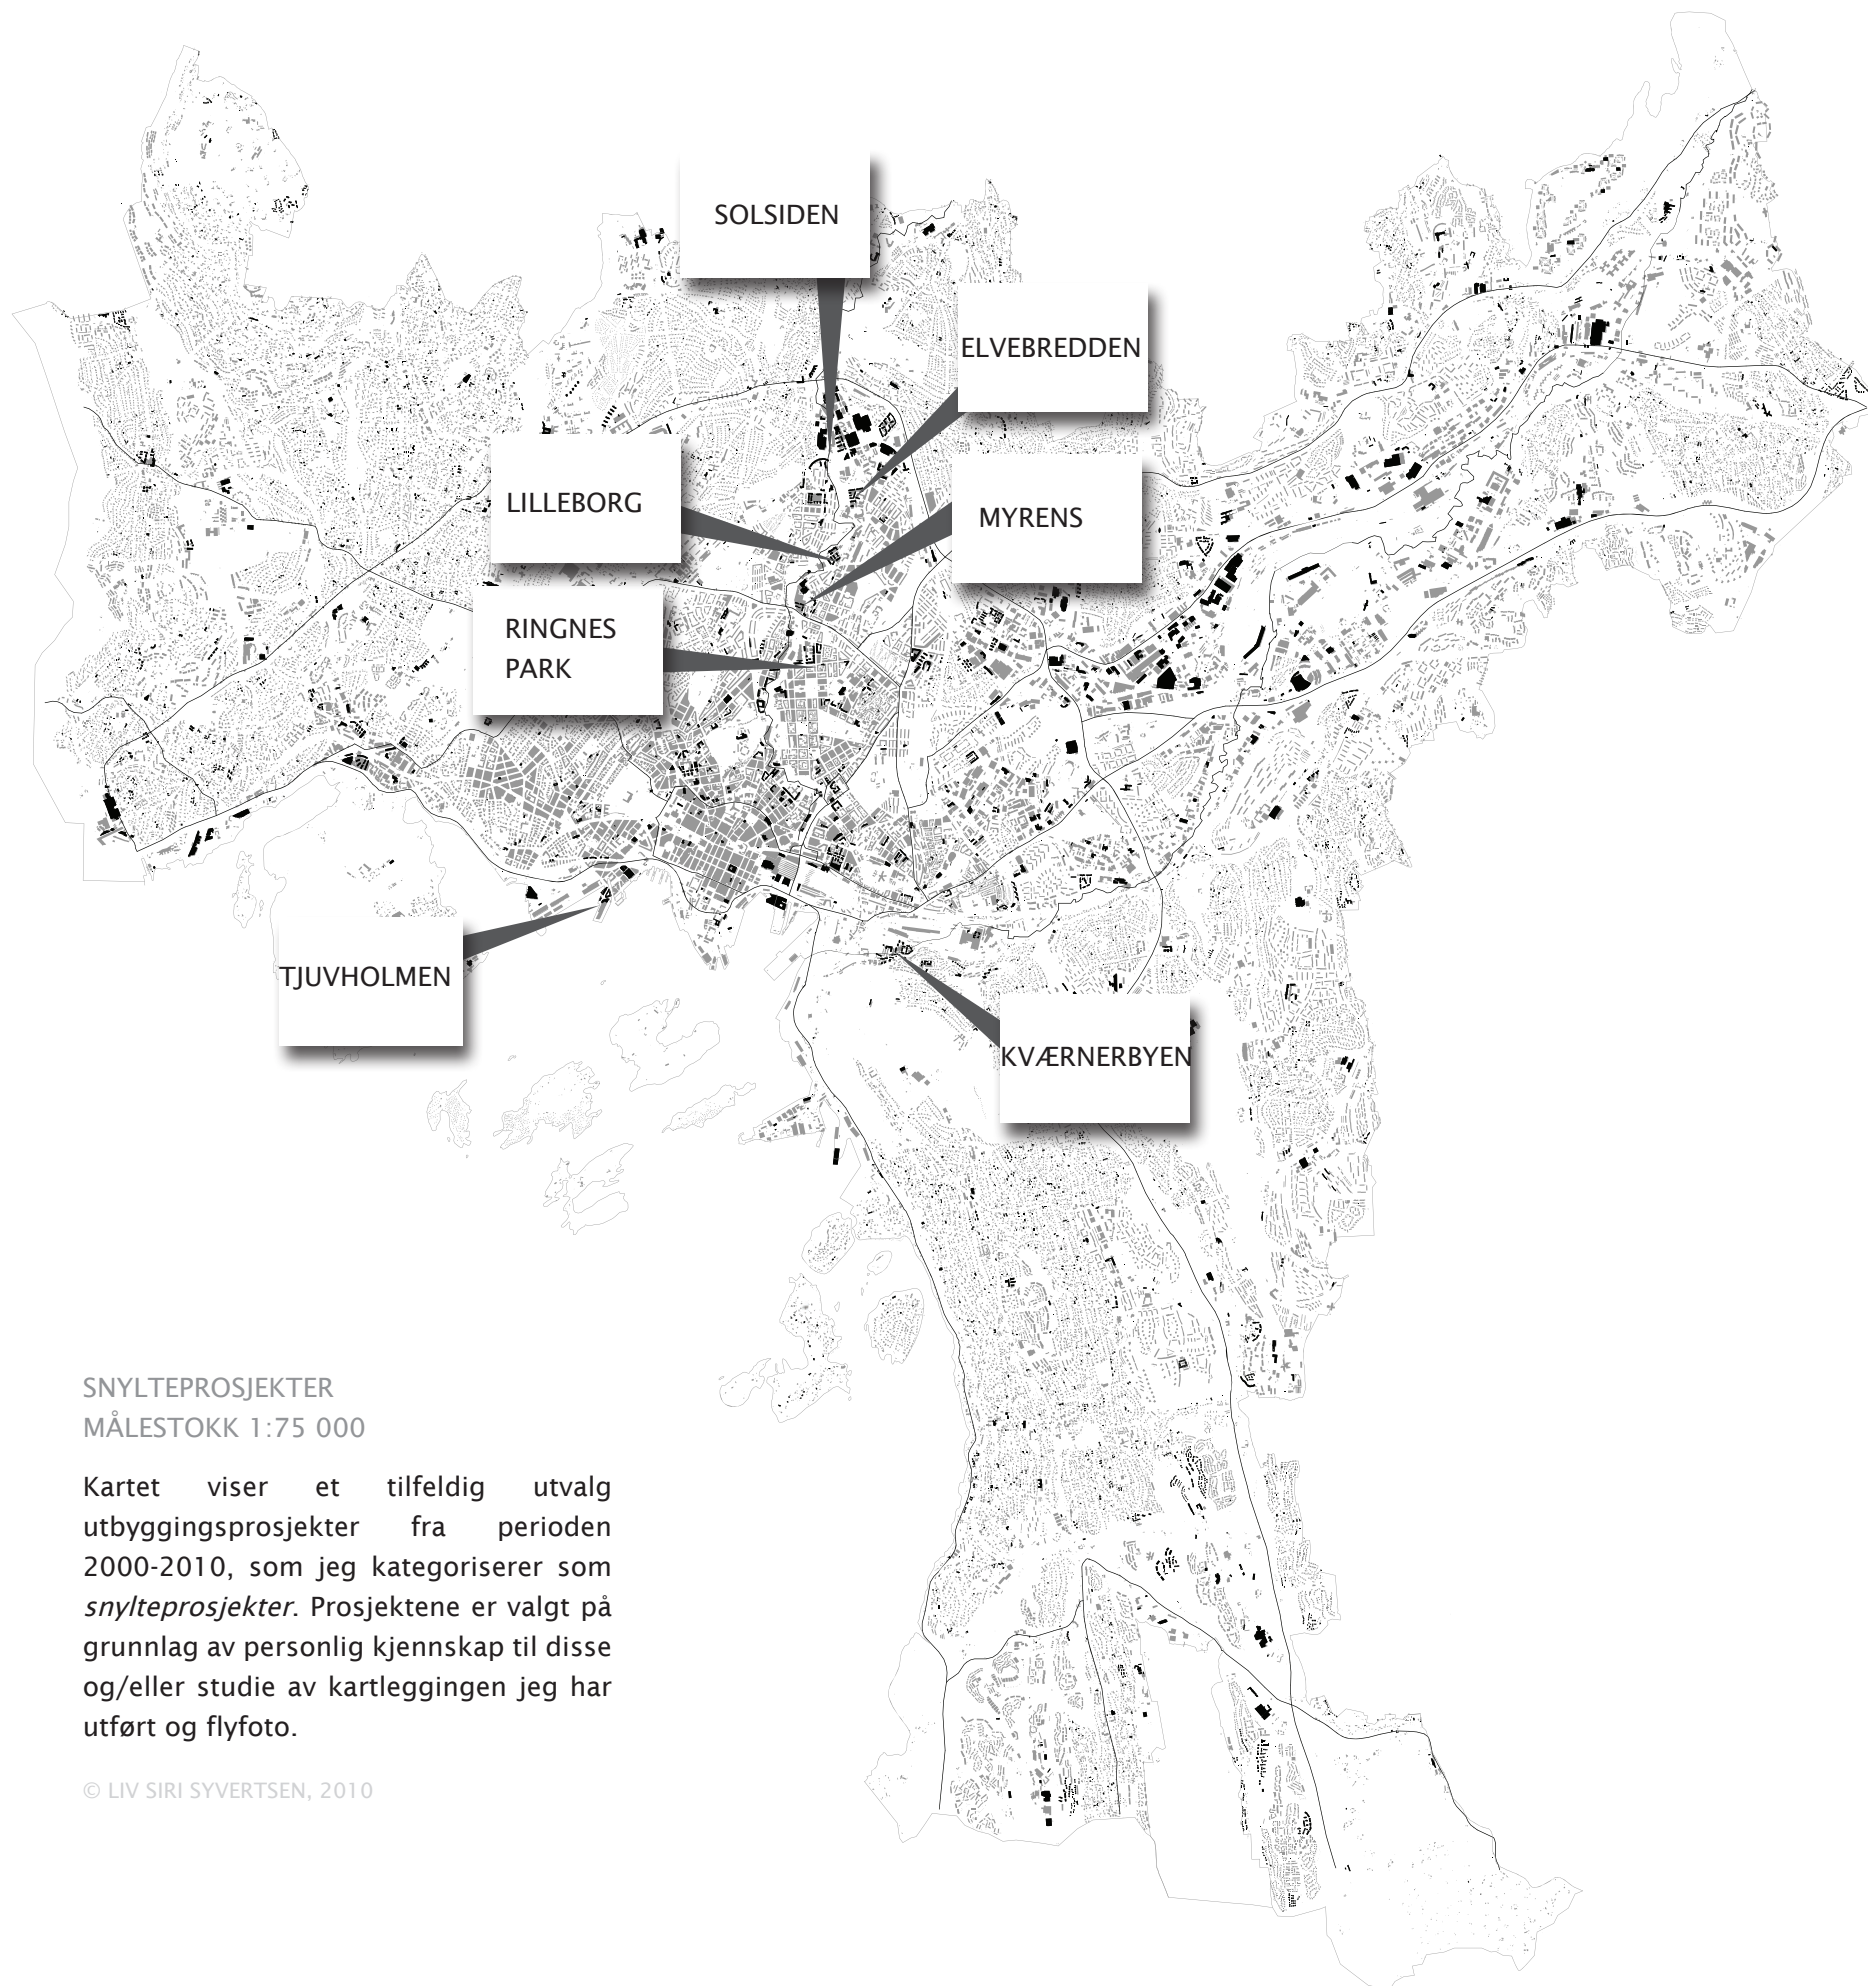 SOLSIDEN
ELVEBREDDEN
LILLEBORG
MYRENS
RINGNES
PARK
TJUVHOLMEN
KVÆRNERBYEN
SNYLTEPROSJEKTER
MÅLESTOKK 1:75 000
Kartet viser et tilfeldig utvalg
utbyggingsprosjekter fra perioden
2000-2010, som jeg kategoriserer som
snylteprosjekter. Prosjektene er valgt på
grunnlag av personlig kjennskap til disse
og/eller studie av kartleggingen jeg har
utført og flyfoto.
© LIV SIRI SYVERTSEN, 2010